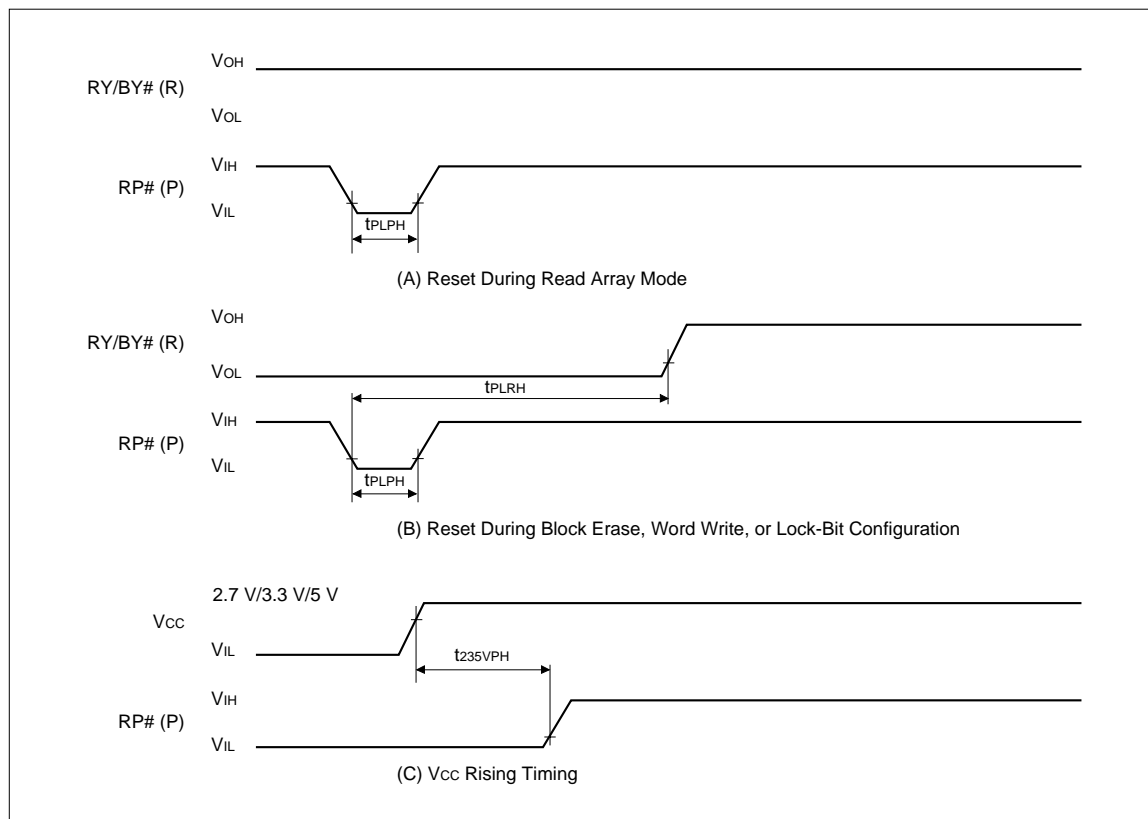 VOH
RY/BY# (R)
VOL
VIH
RP# (P)
VIL
tPLPH
(A) Reset During Read Array Mode
VOH
RY/BY# (R)
VOL
tPLRH
VIH
RP# (P)
VIL
tPLPH
(B) Reset During Block Erase, Word Write, or Lock-Bit Configuration
2.7 V/3.3 V/5 V
VCC
VIL
t235VPH
VIH
RP# (P)
VIL
(C) VCC Rising Timing